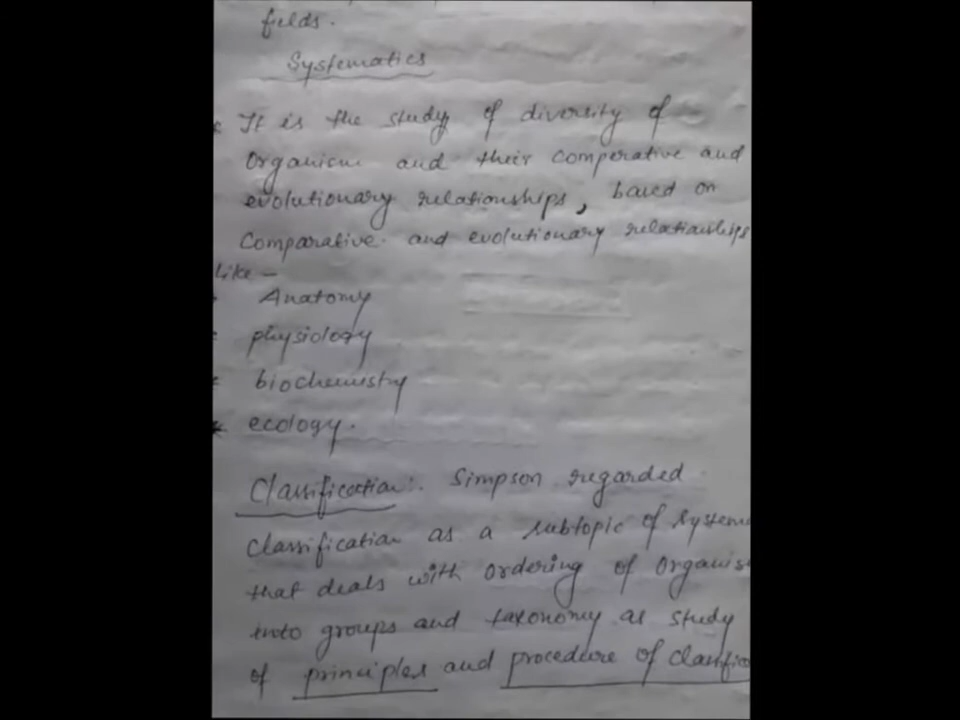 fields.
Systematics
* It is the study of diversity of
organism and their comperative and
evolutionary relationships, based on
Comparative and evolutionary relationships
like -
Anatomy
* physiology
* biochemistry
* ecology.
Classification:. Simpson regarded
Classification as a subtopic of system
that deals with ordering of organis
into groups and taxonomy as study
of principles and procedure of classific